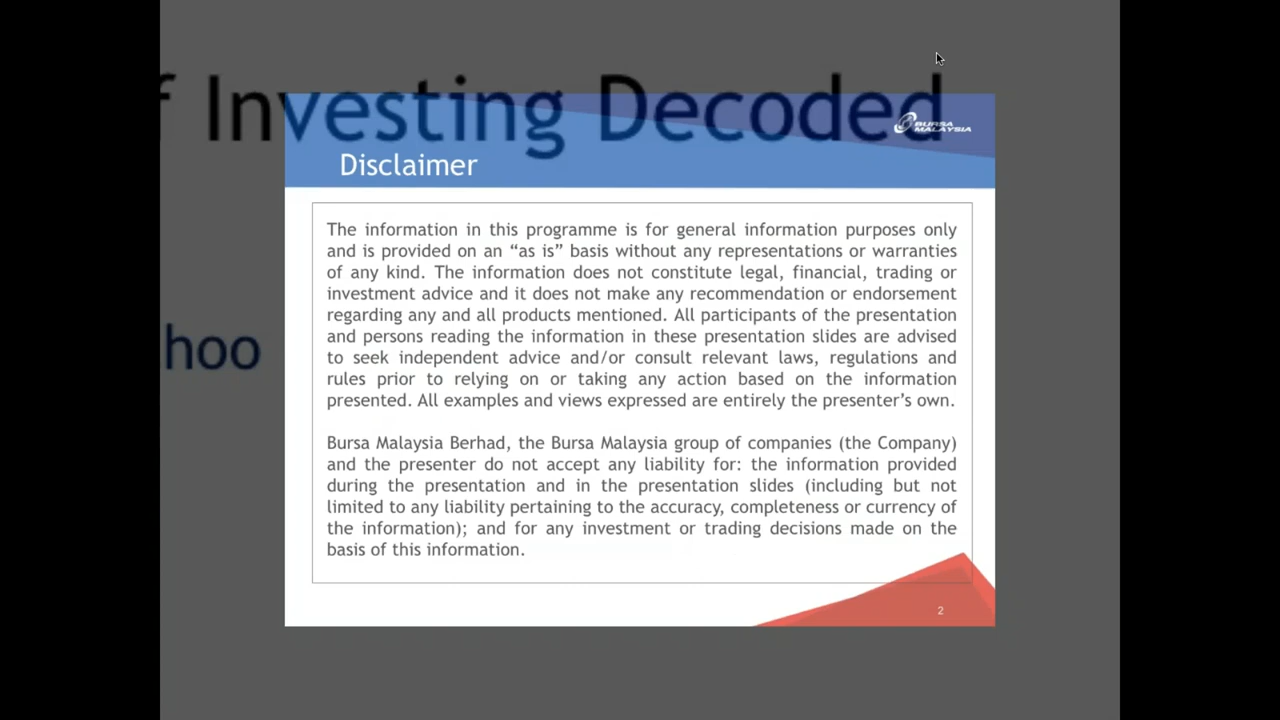 f Investing Decoded
BURSA
MALAYSIA
Disclaimer
hoo
The information in this programme is for general information purposes only
and is provided on an “as is” basis without any representations or warranties
of any kind. The information does not constitute legal, financial, trading or
investment advice and it does not make any recommendation or endorsement
regarding any and all products mentioned. All participants of the presentation
and persons reading the information in these presentation slides are advised
to seek independent advice and/or consult relevant laws, regulations and
rules prior to relying on or taking any action based on the information
presented. All examples and views expressed are entirely the presenter’s own.
Bursa Malaysia Berhad, the Bursa Malaysia group of companies (the Company)
and the presenter do not accept any liability for: the information provided
during the presentation and in the presentation slides (including but not
limited to any liability pertaining to the accuracy, completeness or currency of
the information); and for any investment or trading decisions made on the
basis of this information.
2